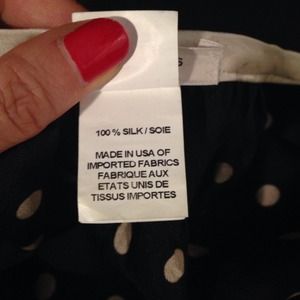 S
100 % SILK / SOIE
MADE IN USA OF
IMPORTED FABRICS
FABRIQUE AUX
ETATS UNIS DE
TISSUS IMPORTES